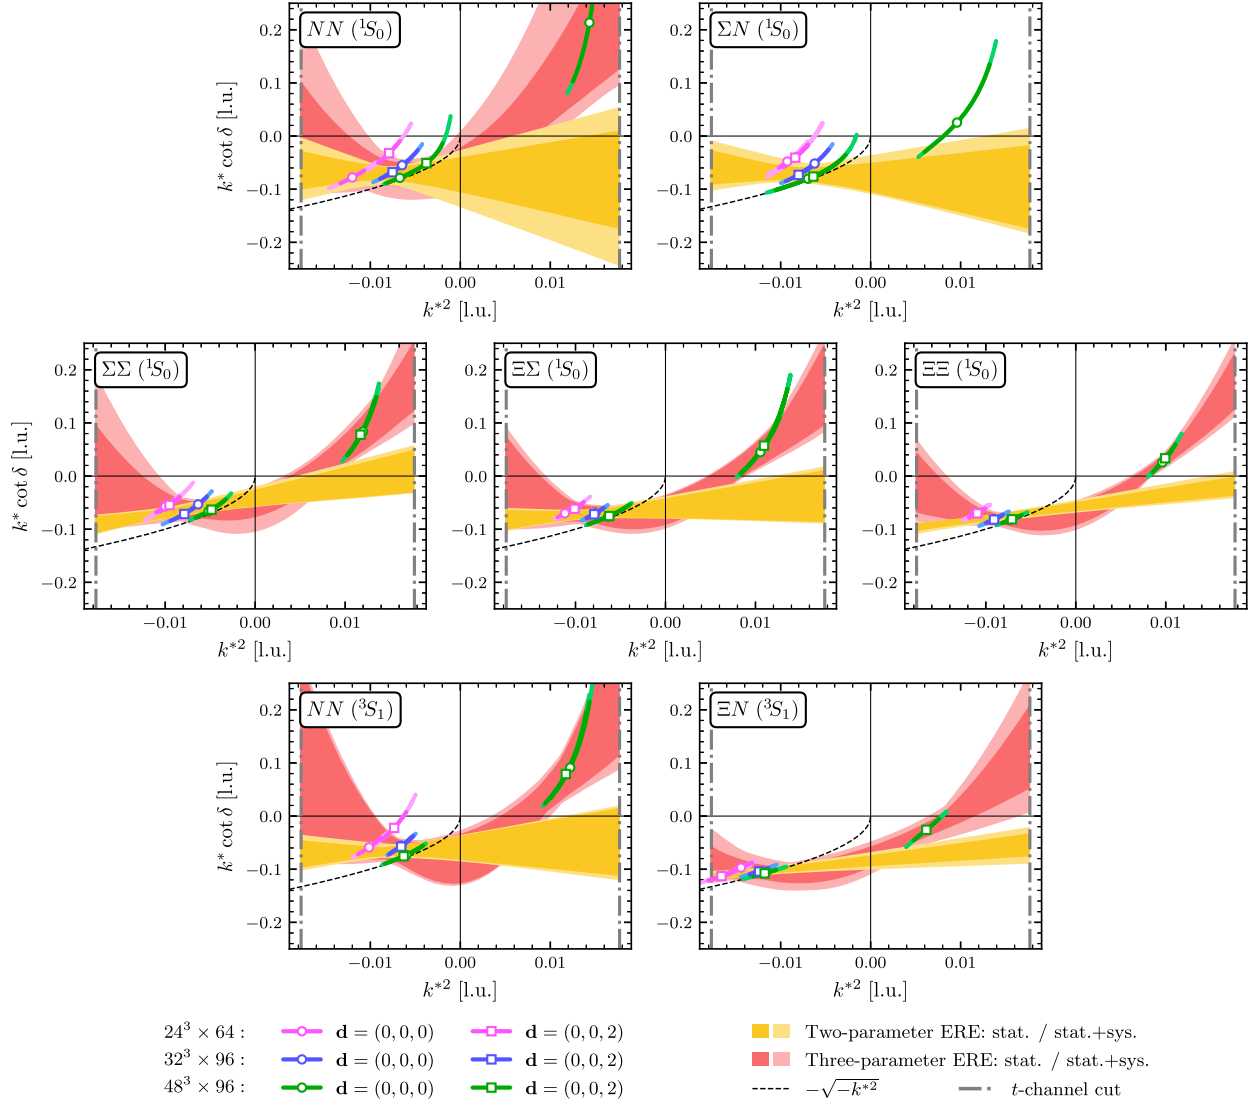 NN (¹S₀)
k* cot δ [l.u.]
0.2
0.1
0.0
−0.1
−0.2
−0.01
0.00
0.01
k*² [l.u.]
ΣN (¹S₀)
0.2
0.1
0.0
−0.1
−0.2
−0.01
0.00
0.01
k*² [l.u.]
ΣΣ (¹S₀)
k* cot δ [l.u.]
0.2
0.1
0.0
−0.1
−0.2
−0.01
0.00
0.01
k*² [l.u.]
ΞΣ (¹S₀)
0.2
0.1
0.0
−0.1
−0.2
−0.01
0.00
0.01
k*² [l.u.]
ΞΞ (¹S₀)
0.2
0.1
0.0
−0.1
−0.2
−0.01
0.00
0.01
k*² [l.u.]
NN (³S₁)
k* cot δ [l.u.]
0.2
0.1
0.0
−0.1
−0.2
−0.01
0.00
0.01
k*² [l.u.]
ΞN (³S₁)
0.2
0.1
0.0
−0.1
−0.2
−0.01
0.00
0.01
k*² [l.u.]
24³ × 64 : d = (0, 0, 0) d = (0, 0, 2)
32³ × 96 : d = (0, 0, 0) d = (0, 0, 2)
48³ × 96 : d = (0, 0, 0) d = (0, 0, 2)
Two-parameter ERE: stat. / stat.+sys.
Three-parameter ERE: stat. / stat.+sys.
−√−k*² t-channel cut